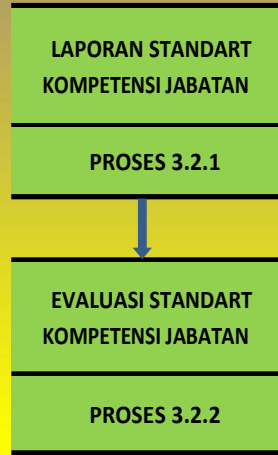 LAPORAN STANDART
KOMPETENSI JABATAN
PROSES 3.2.1
EVALUASI STANDART
KOMPETENSI JABATAN
PROSES 3.2.2